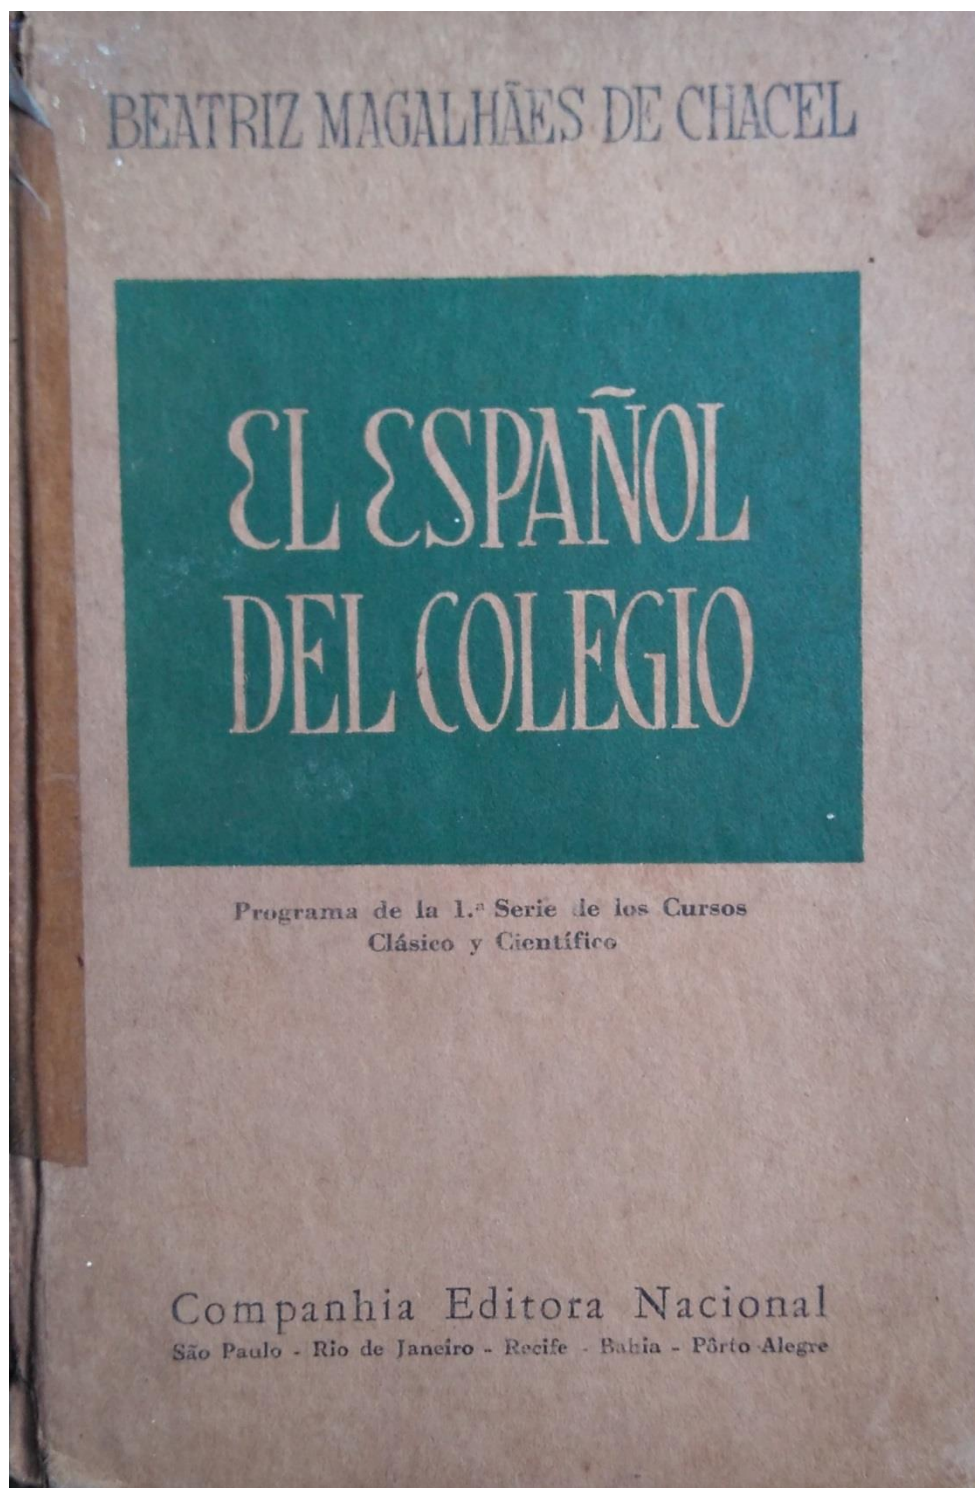 BEATRIZ MAGALHÃES DE CHACEL
EL ESPAÑOL
DEL COLEGIO
Programa de la 1.ª Serie de los Cursos
Clásico y Científico
Companhia Editora Nacional
São Paulo - Rio de Janeiro - Recife - Bahia - Pôrto Alegre